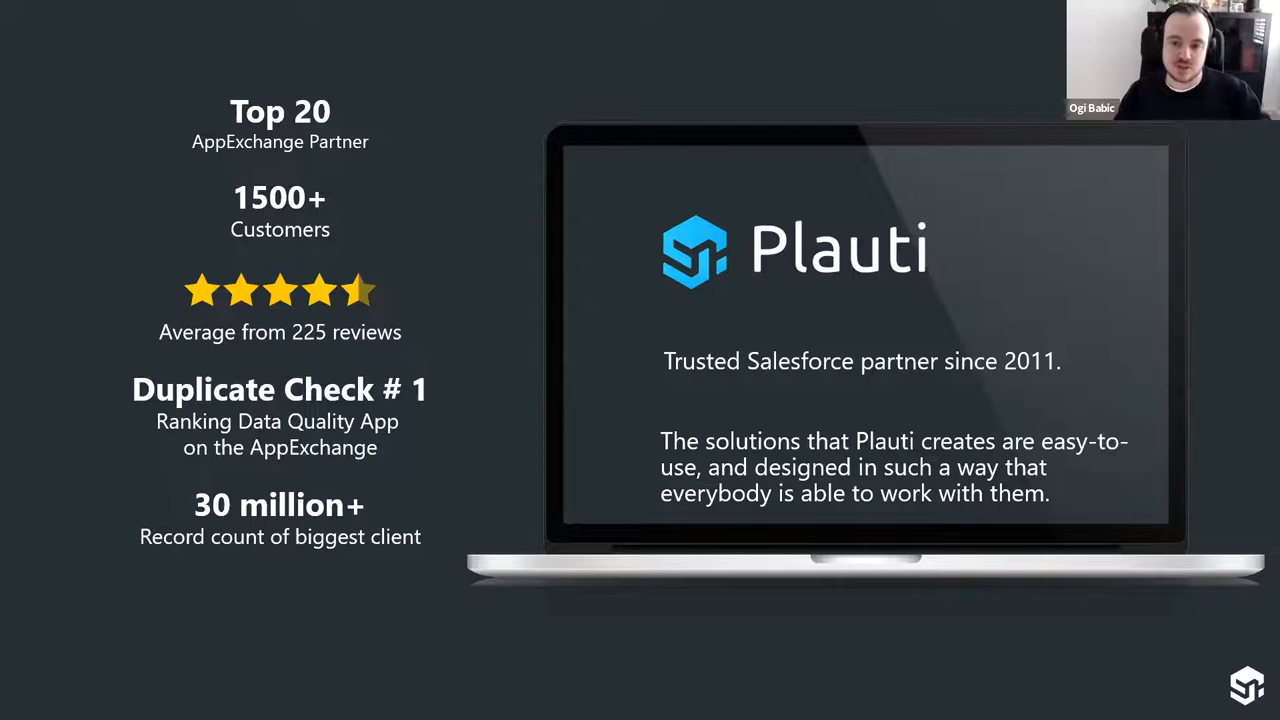 Top 20
AppExchange Partner
1500+
Customers
Average from 225 reviews
Duplicate Check # 1
Ranking Data Quality App
on the AppExchange
30 million+
Record count of biggest client
Ogi Babic
Plauti
Trusted Salesforce partner since 2011.
The solutions that Plauti creates are easy-to-
use, and designed in such a way that
everybody is able to work with them.